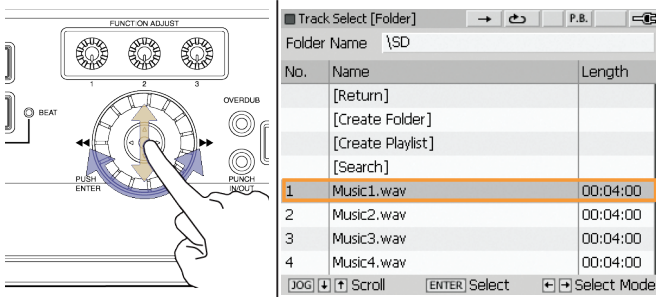 FUNCTION ADJUST
1 2 3
OVERDUB
BEAT
PUSH
ENTER
PUNCH
IN/OUT
Track Select [Folder]
P.B.
Folder Name \SD
No. Name Length
[Return]
[Create Folder]
[Create Playlist]
[Search]
1 Music1.wav 00:04:00
2 Music2.wav 00:04:00
3 Music3.wav 00:04:00
4 Music4.wav 00:04:00
JOG ↓ ↑ Scroll ENTER Select ← → Select Mode